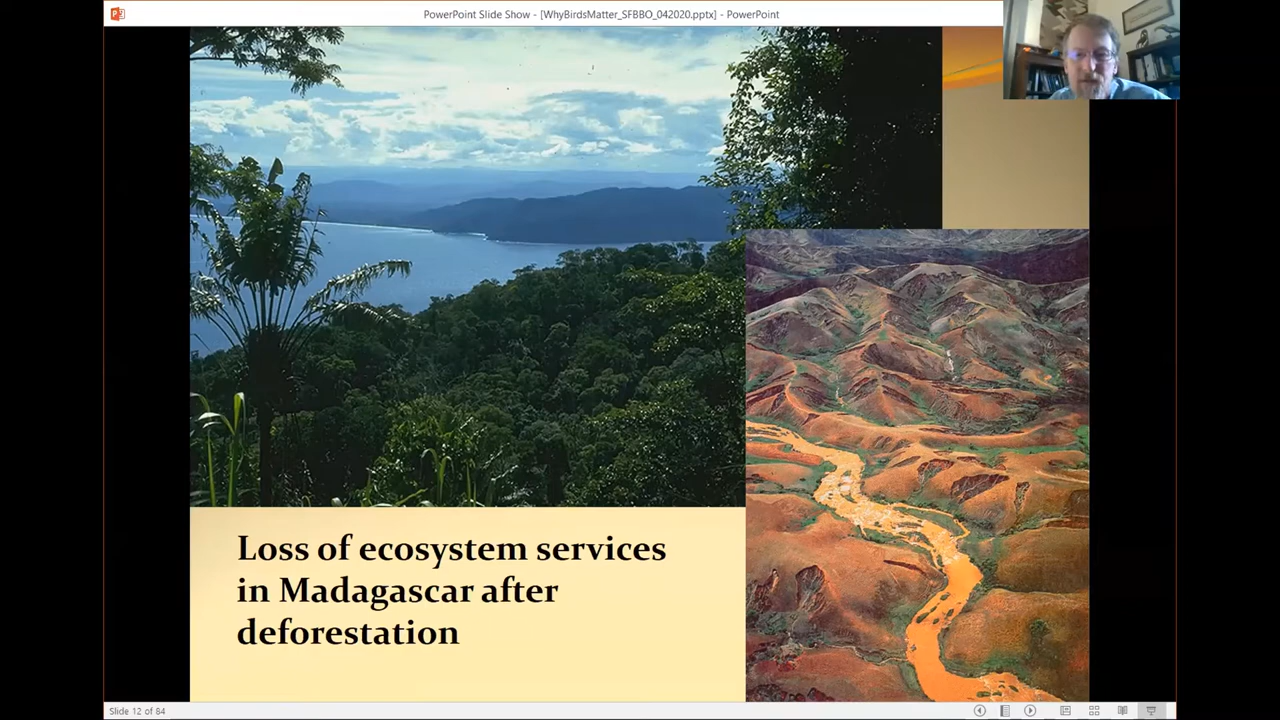 PowerPoint Slide Show - [WhyBirdsMatter_SFBBO_042020.pptx] - PowerPoint
Loss of ecosystem services
in Madagascar after
deforestation
Slide 12 of 84